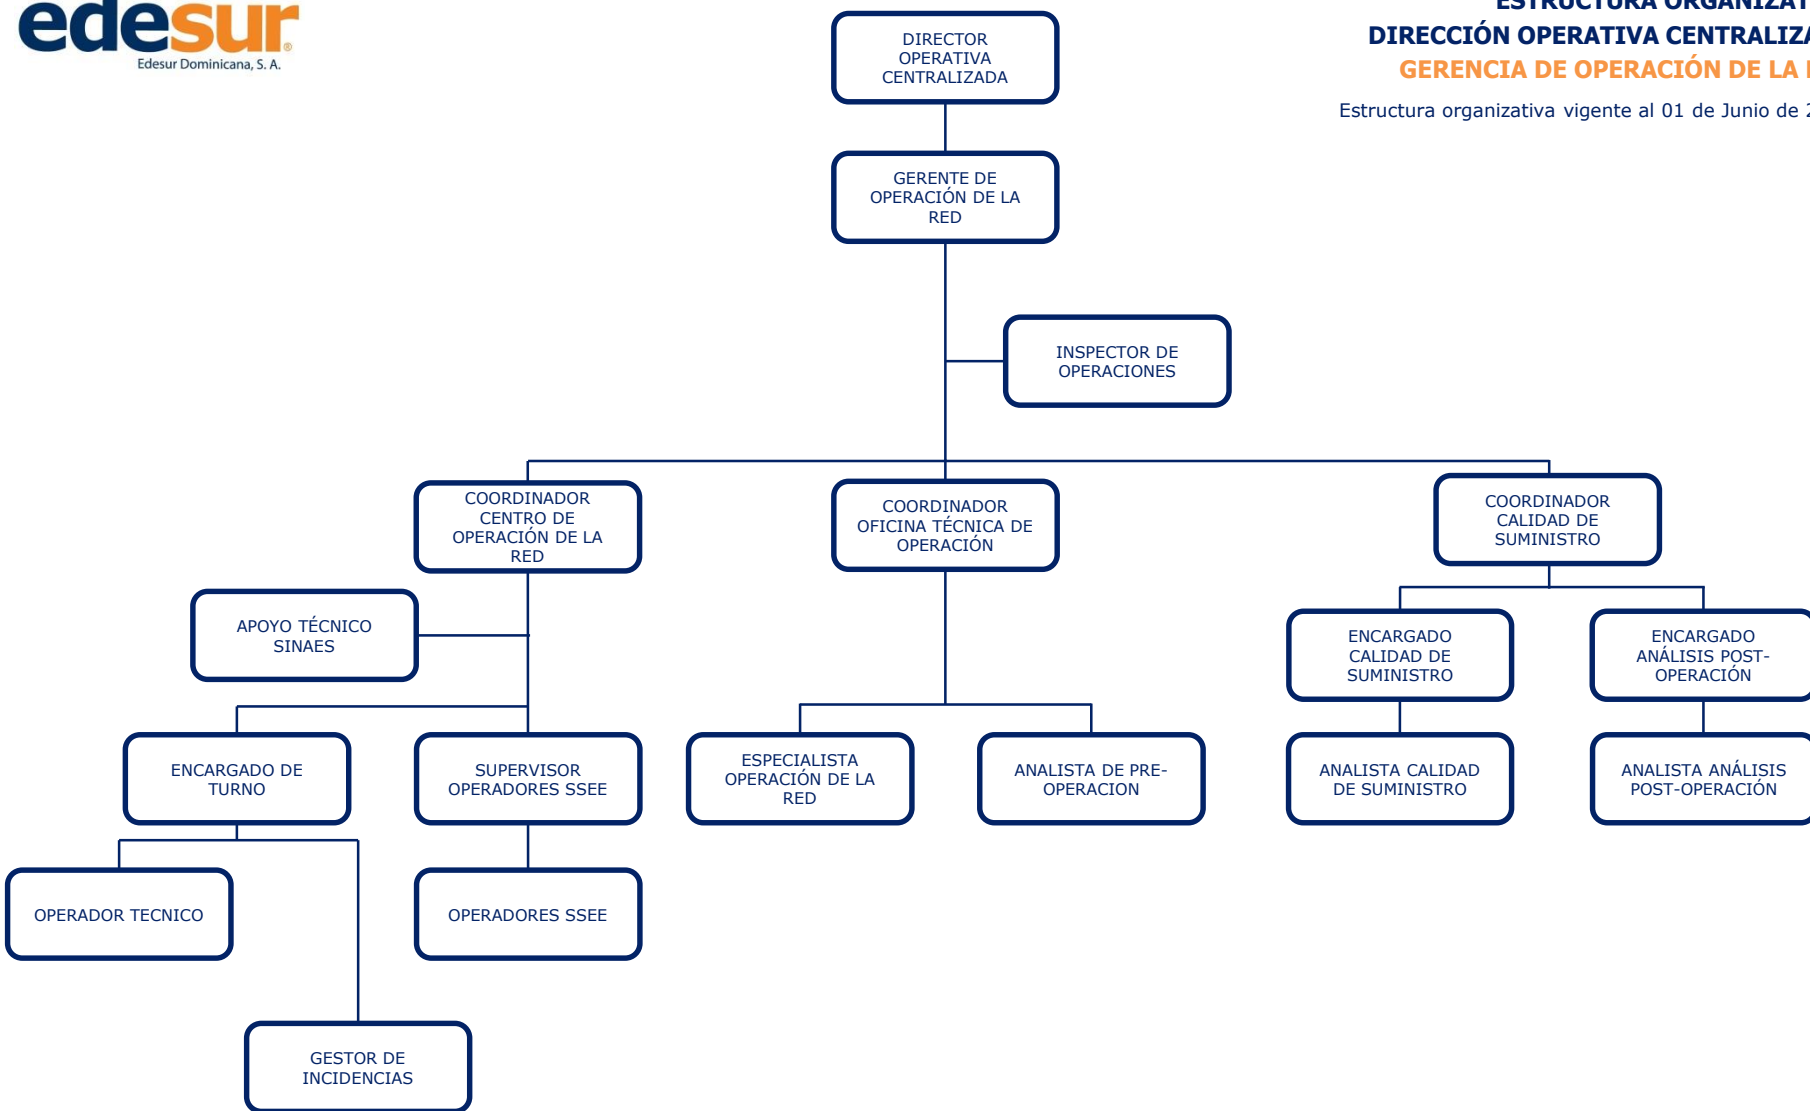 edesur
Edesur Dominicana, S. A.
DIRECCIÓN OPERATIVA
GERENCIA DE OPERACIÓN DE LA
Estructura organizativa vigente al 01 de Junio de
DIRECTOR
OPERATIVA
CENTRALIZADA
GERENTE DE
OPERACIÓN DE LA
RED
INSPECTOR DE
OPERACIONES
COORDINADOR
CENTRO DE
OPERACIÓN DE LA
RED
COORDINADOR
OFICINA TÉCNICA DE
OPERACIÓN
COORDINADOR
CALIDAD DE
SUMINISTRO
APOYO TÉCNICO
SINAES
ENCARGADO
CALIDAD DE
SUMINISTRO
ENCARGADO
ANÁLISIS POST-
OPERACIÓN
ENCARGADO DE
TURNO
SUPERVISOR
OPERADORES SSEE
ESPECIALISTA
OPERACIÓN DE LA
RED
ANALISTA DE PRE-
OPERACION
ANALISTA CALIDAD
DE SUMINISTRO
ANALISTA ANÁLISIS
POST-OPERACIÓN
OPERADOR TECNICO
OPERADORES SSEE
GESTOR DE
INCIDENCIAS